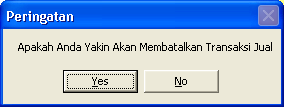 Peringatan
Apakah Anda Yakin Akan Membatalkan Transaksi Jual
Yes
No